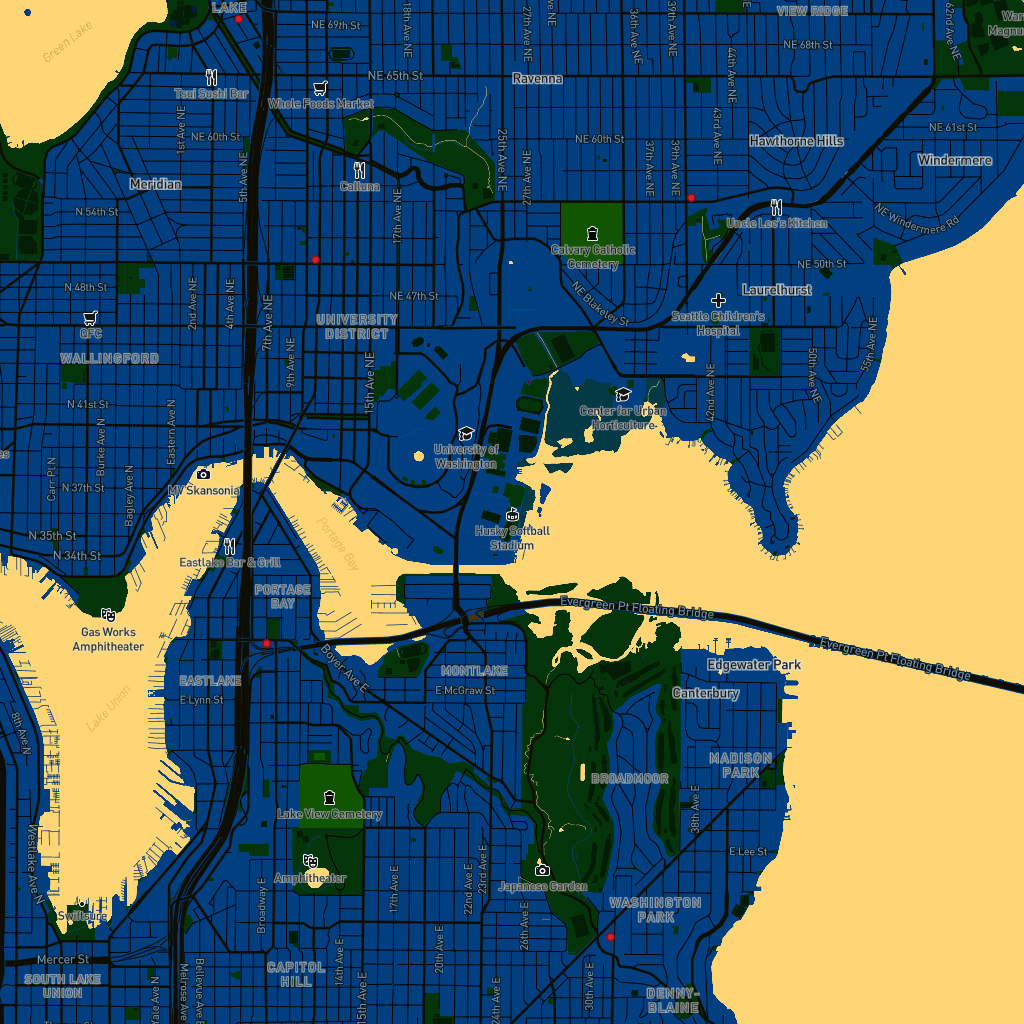 LAKE
NE 69th St
18th Ave NE
27th Ave NE
36th Ave NE
39th Ave NE
VIEW RIDGE
62nd Ave NE
Green Lake
NE 68th St
44th Ave NE
NE 65th St
Ravenna
Tsui Sushi Bar
Whole Foods Market
1st Ave NE
NE 60th St
5th Ave NE
25th Ave NE
27th Ave NE
NE 60th St
37th Ave NE
39th Ave NE
43rd Ave NE
Hawthorne Hills
NE 61st St
Windermere
Meridian
Calluna
17th Ave NE
N 54th St
Uncle Lee's Kitchen
NE Windermere Rd
Calvary Catholic
Cemetery
NE 50th St
N 48th St
2nd Ave NE
4th Ave NE
7th Ave NE
NE 47th St
NE Blakeley St
Laurelhurst
Seattle Children's
Hospital
QFC
WALLINGFORD
UNIVERSITY
DISTRICT
9th Ave NE
15th Ave NE
42nd Ave NE
50th Ave NE
55th Ave NE
N 41st St
Burke Ave N
Eastern Ave N
Center for Urban
Horticulture
University of
Washington
Carr Pl N
N 37th St
Bagley Ave N
MV Skansonia
Portage Bay
N 35th St
N 34th St
Husky Softball
Stadium
Eastlake Bar & Grill
PORTAGE
BAY
Gas Works
Amphitheater
Evergreen Pt Floating Bridge
Evergreen Pt Floating Bridge
Boyer Ave E
MONTLAKE
Edgewater Park
EASTLAKE
E Lynn St
E McGraw St
Canterbury
Lake Union
8th Ave N
BROADMOOR
MADISON
PARK
Lake View Cemetery
38th Ave E
Westlake Ave N
Amphitheater
Japanese Garden
E Lee St
Broadway E
17th Ave E
22nd Ave E
23rd Ave E
26th Ave E
WASHINGTON
PARK
Swiftsure
Mercer St
SOUTH LAKE
UNION
Yale Ave N
Melrose Ave
Bellevue Ave E
CAPITOL
HILL
14th Ave E
15th Ave E
20th Ave E
24th Ave E
30th Ave E
DENNY-
BLAINE